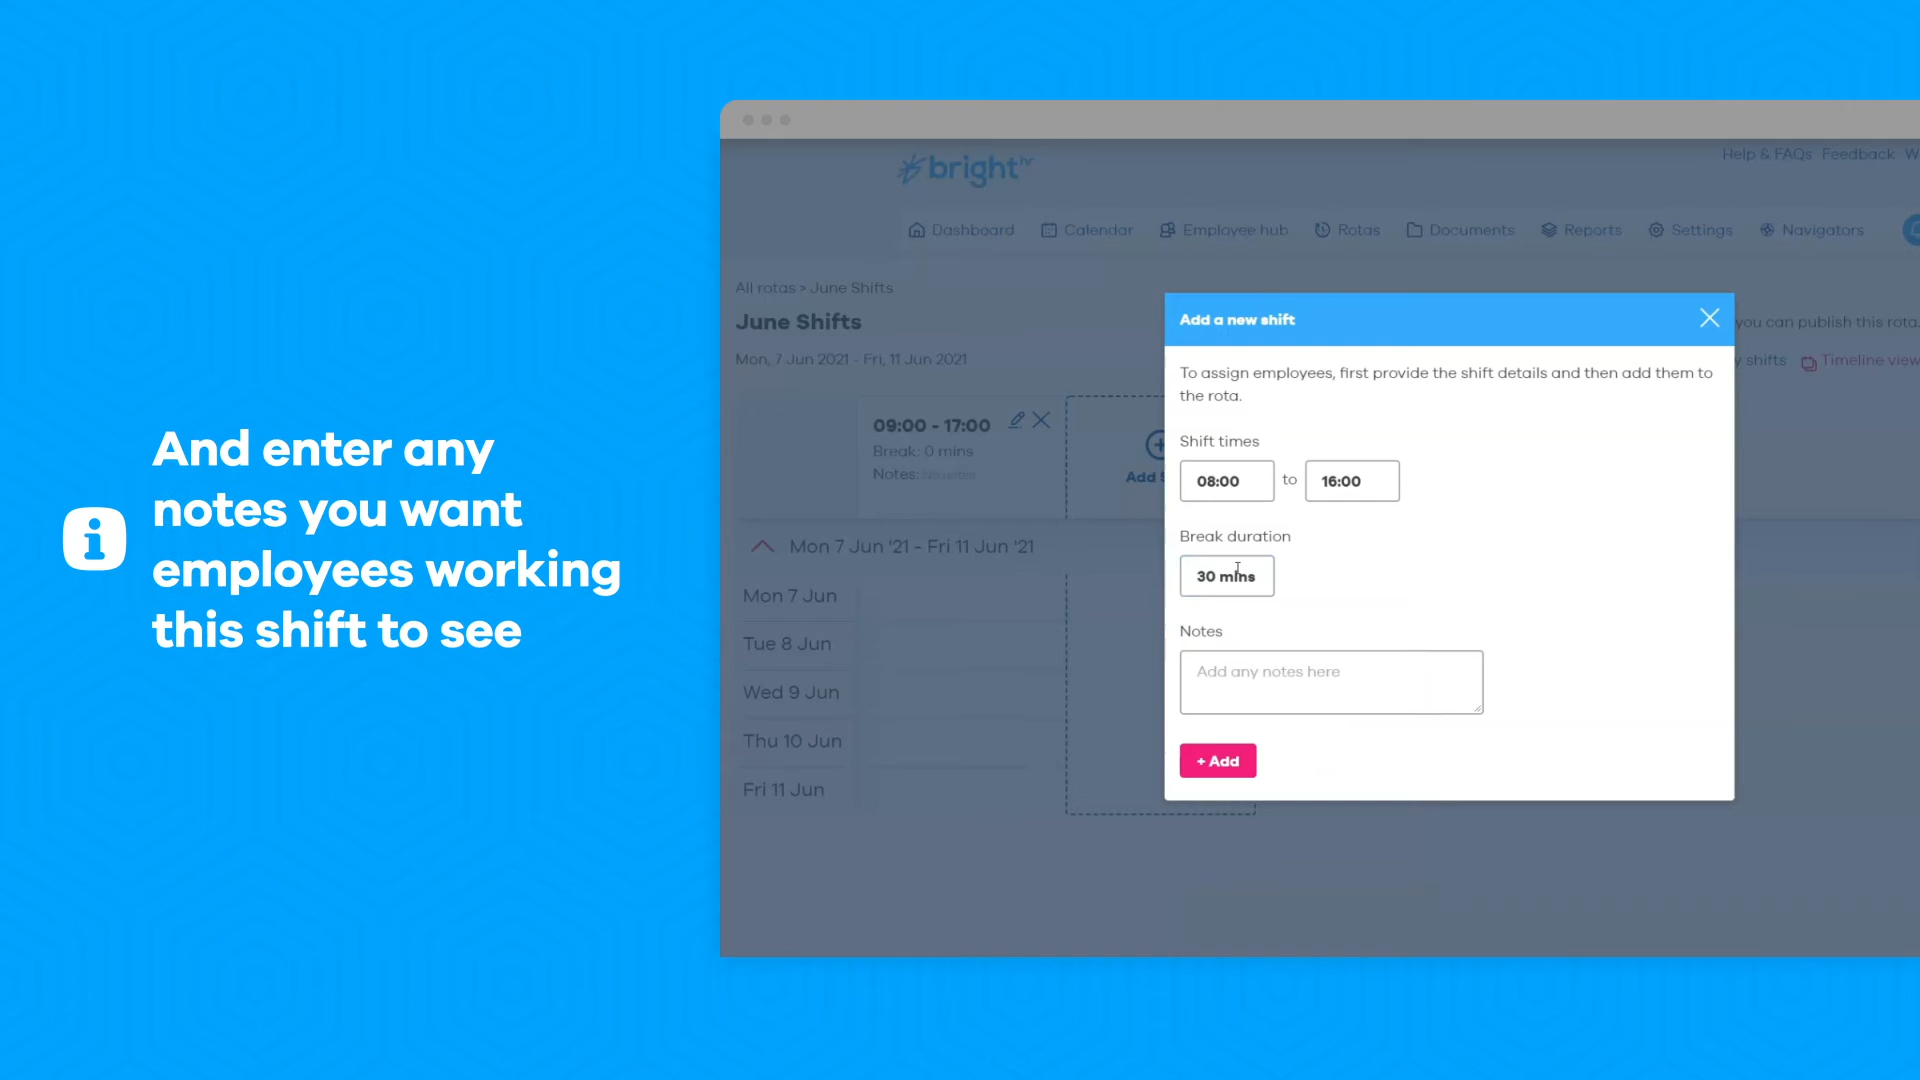 And enter any
notes you want
employees working
this shift to see
bright hr
Help & FAQs Feedback W
Dashboard Calendar Employee hub Rotas Documents Reports Settings Navigators
All rotas > June Shifts
June Shifts
you can publish this rota.
Mon, 7 Jun 2021 - Fri, 11 Jun 2021
y shifts Timeline view
09:00 - 17:00
Break: 0 mins
Notes: No notes
Add S
Mon 7 Jun '21 - Fri 11 Jun '21
Mon 7 Jun
Tue 8 Jun
Wed 9 Jun
Thu 10 Jun
Fri 11 Jun
Add a new shift
To assign employees, first provide the shift details and then add them to
the rota.
Shift times
08:00 to 16:00
Break duration
30 mins
Notes
Add any notes here
+ Add